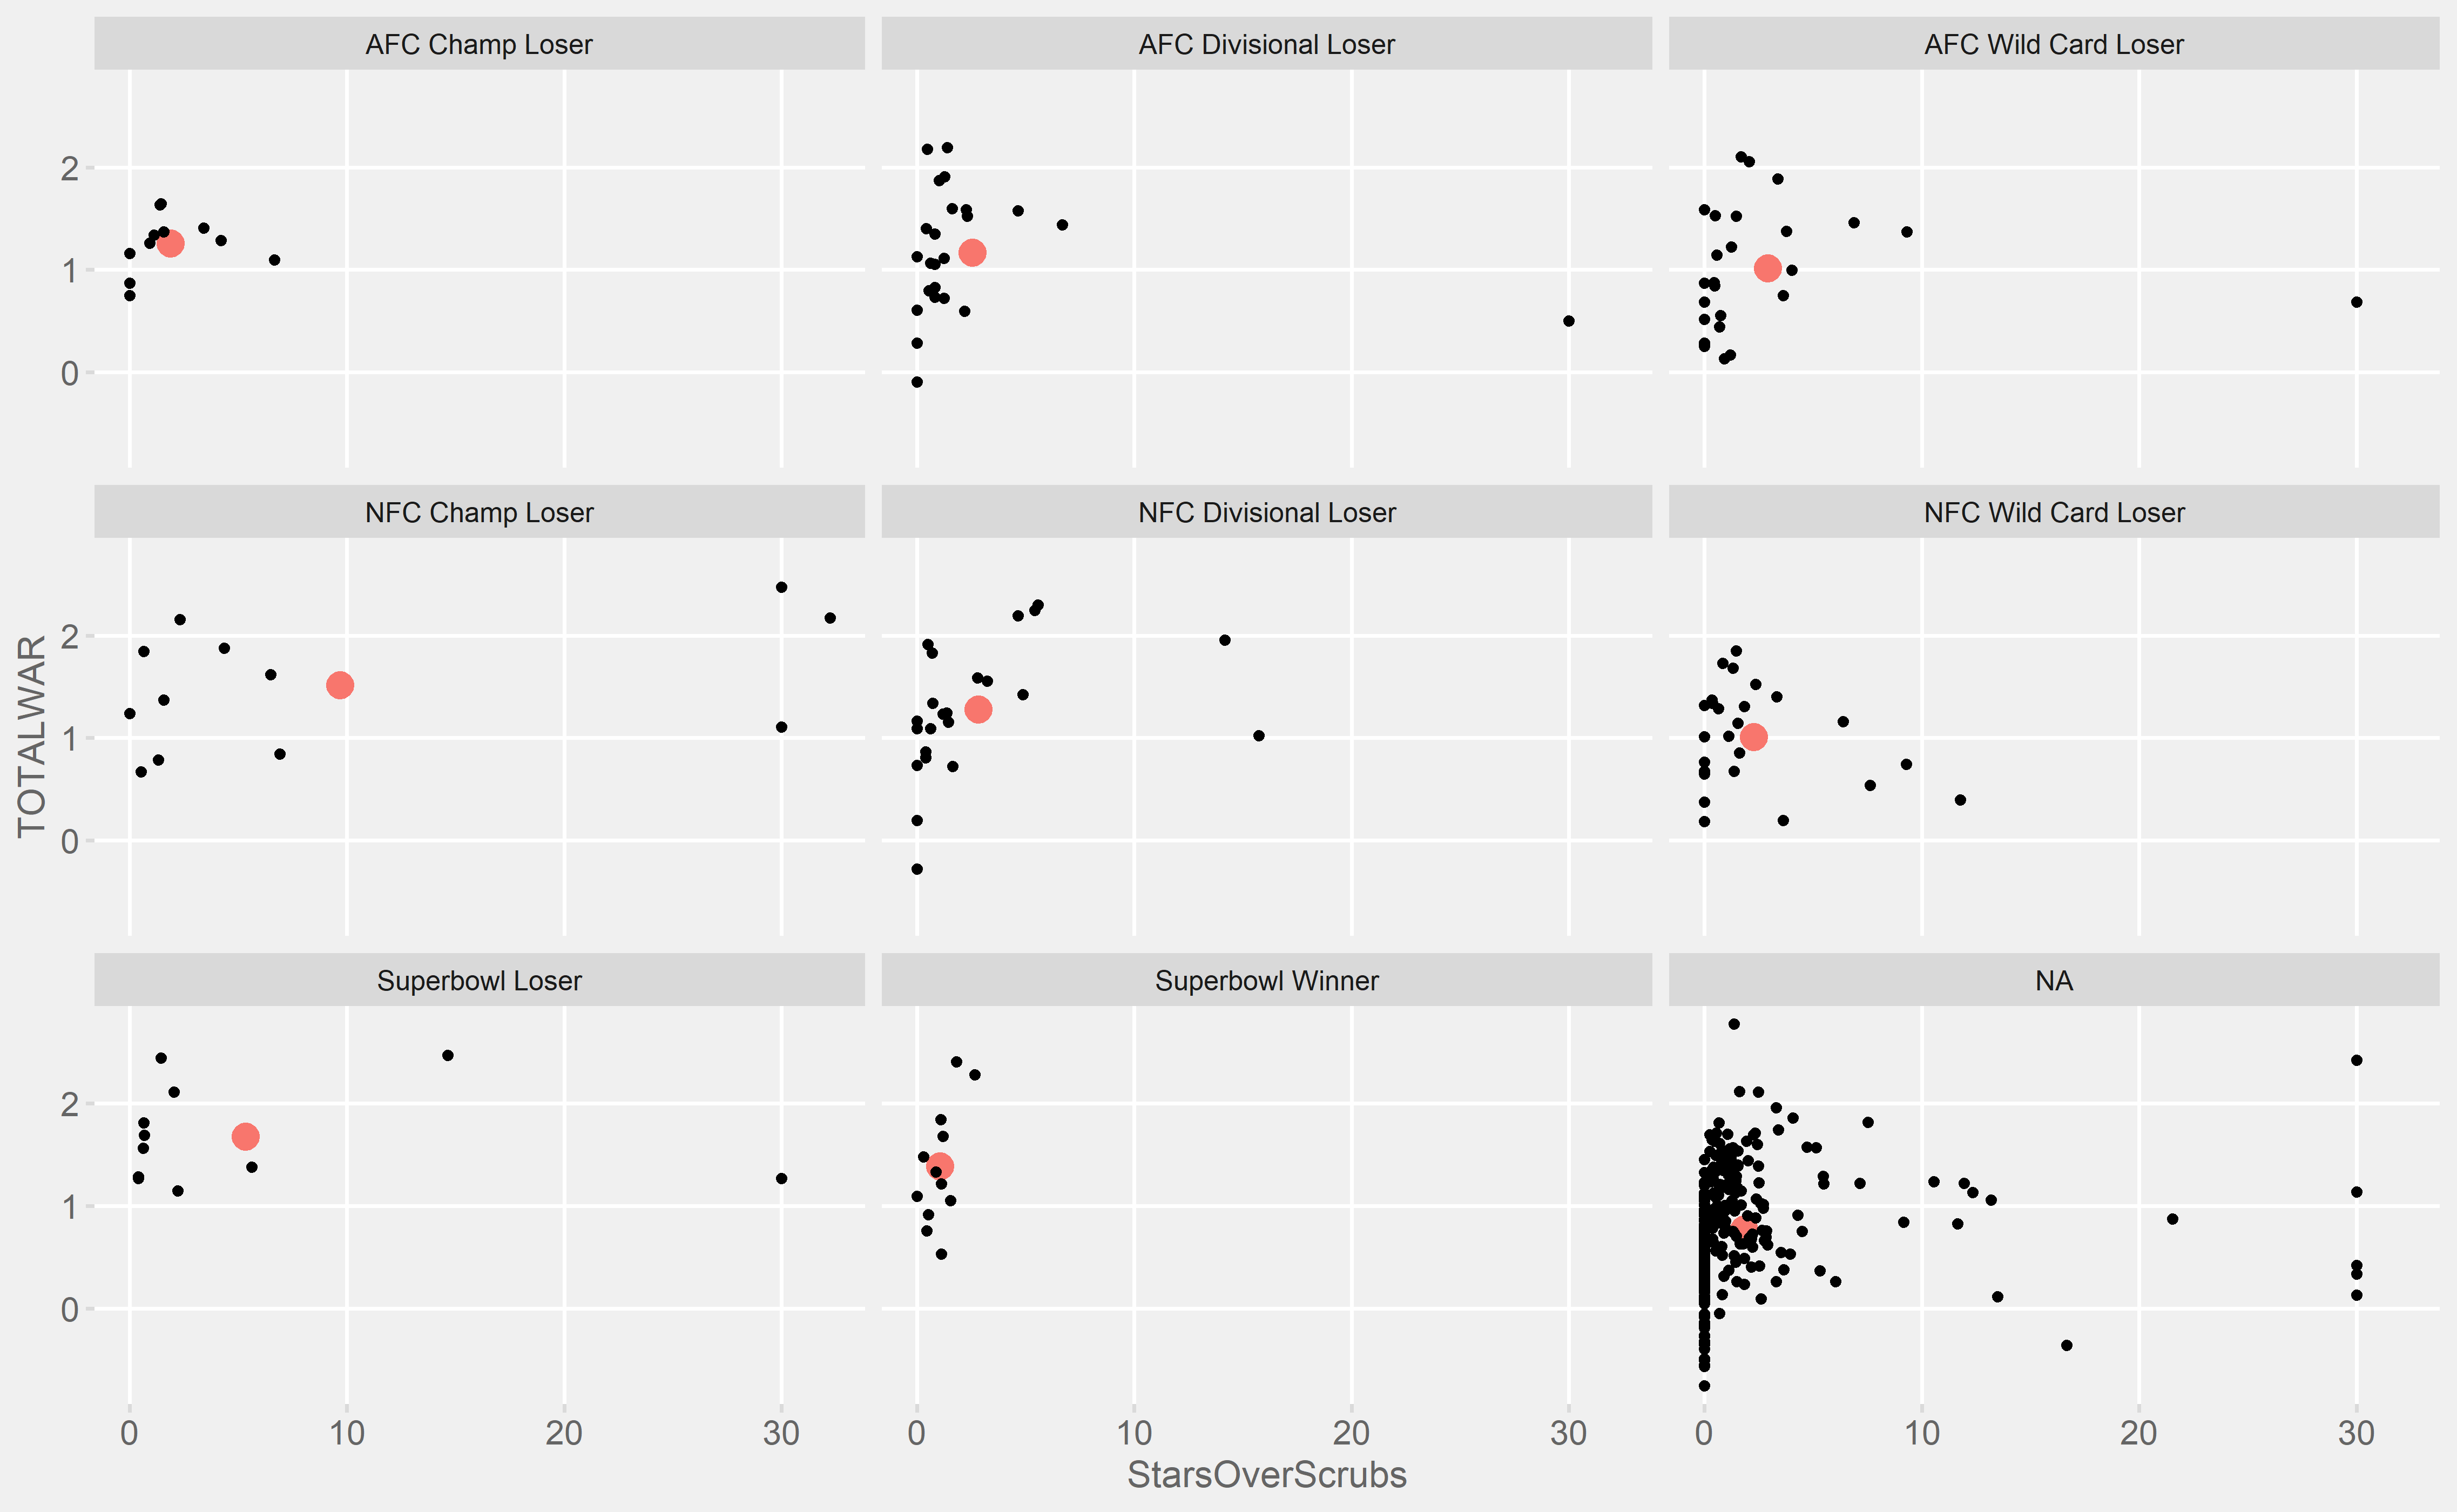 AFC Champ Loser
AFC Divisional Loser
AFC Wild Card Loser
2
1
0
NFC Champ Loser
NFC Divisional Loser
NFC Wild Card Loser
TOTALWAR
2
1
0
Superbowl Loser
Superbowl Winner
NA
2
1
0
0 10 20 30
0 10 20 30
0 10 20 30
StarsOverScrubs